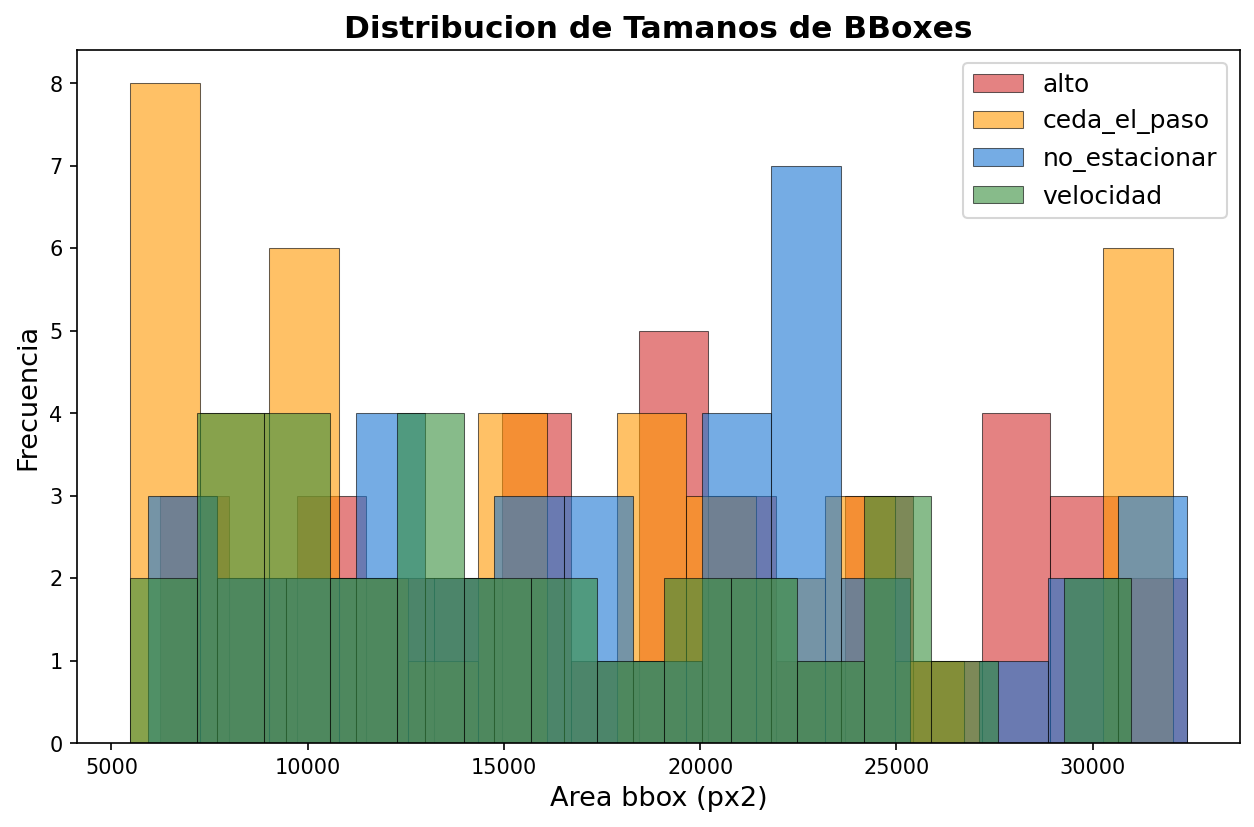 Distribucion de Tamanos de BBoxes
alto
ceda_el_paso
no_estacionar
velocidad
Frecuencia
8
7
6
5
4
3
2
1
0
5000 10000 15000 20000 25000 30000
Area bbox (px2)